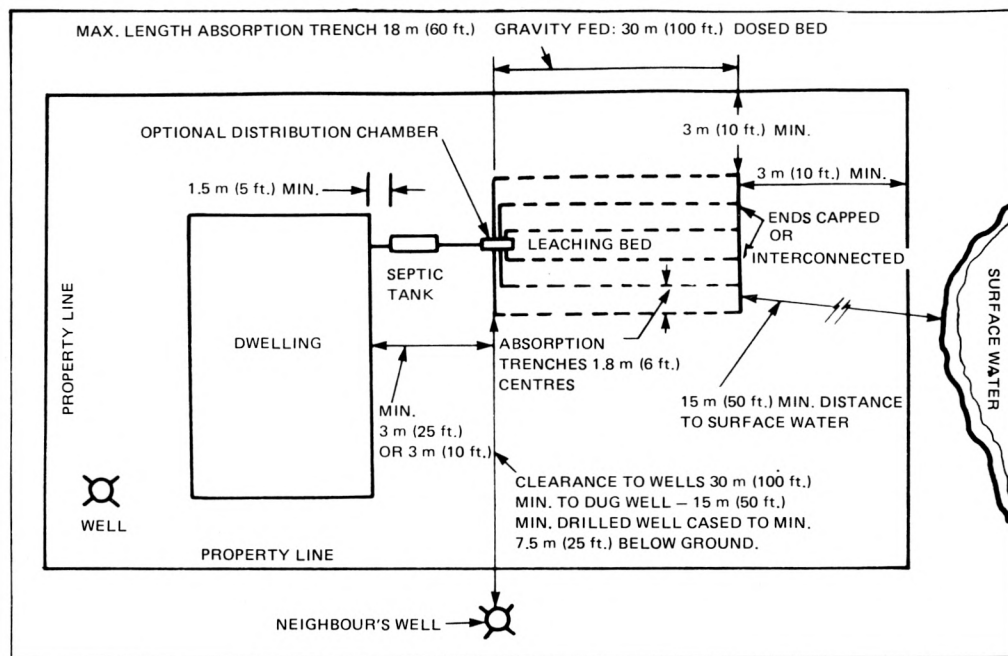 MAX. LENGTH ABSORPTION TRENCH 18 m (60 ft.) GRAVITY FED: 30 m (100 ft.) DOSED BED
OPTIONAL DISTRIBUTION CHAMBER
3 m (10 ft.) MIN.
1.5 m (5 ft.) MIN.
3 m (10 ft.) MIN.
LEACHING BED
ENDS CAPPED
OR
INTERCONNECTED
SEPTIC
TANK
SURFACE WATER
PROPERTY LINE
DWELLING
ABSORPTION
TRENCHES 1.8 m (6 ft.)
CENTRES
MIN.
3 m (25 ft.)
OR 3 m (10 ft.)
15 m (50 ft.) MIN. DISTANCE
TO SURFACE WATER
CLEARANCE TO WELLS 30 m (100 ft.)
MIN. TO DUG WELL – 15 m (50 ft.)
MIN. DRILLED WELL CASED TO MIN.
7.5 m (25 ft.) BELOW GROUND.
WELL
PROPERTY LINE
NEIGHBOUR'S WELL